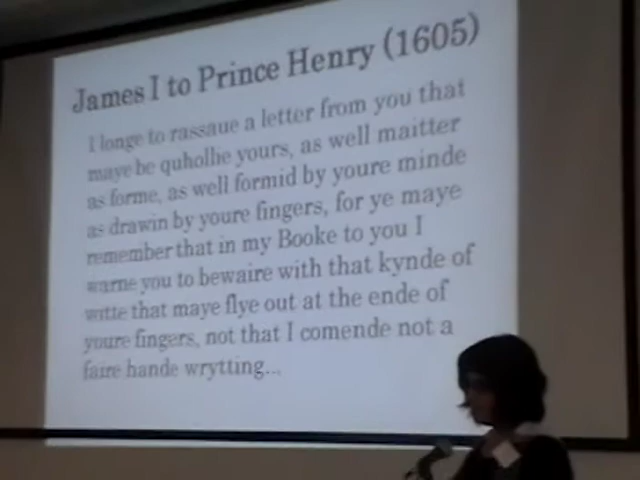 James I to Prince Henry (1605)
I longe to rassaue a letter from you that
maye be quhollie yours, as well maitter
as forme, as well formid by youre minde
as drawin by youre fingers, for ye maye
remember that in my Booke to you I
warne you to bewaire with that kynde of
witte that maye flye out at the ende of
youre fingers, not that I comende not a
faire hande wrytting...